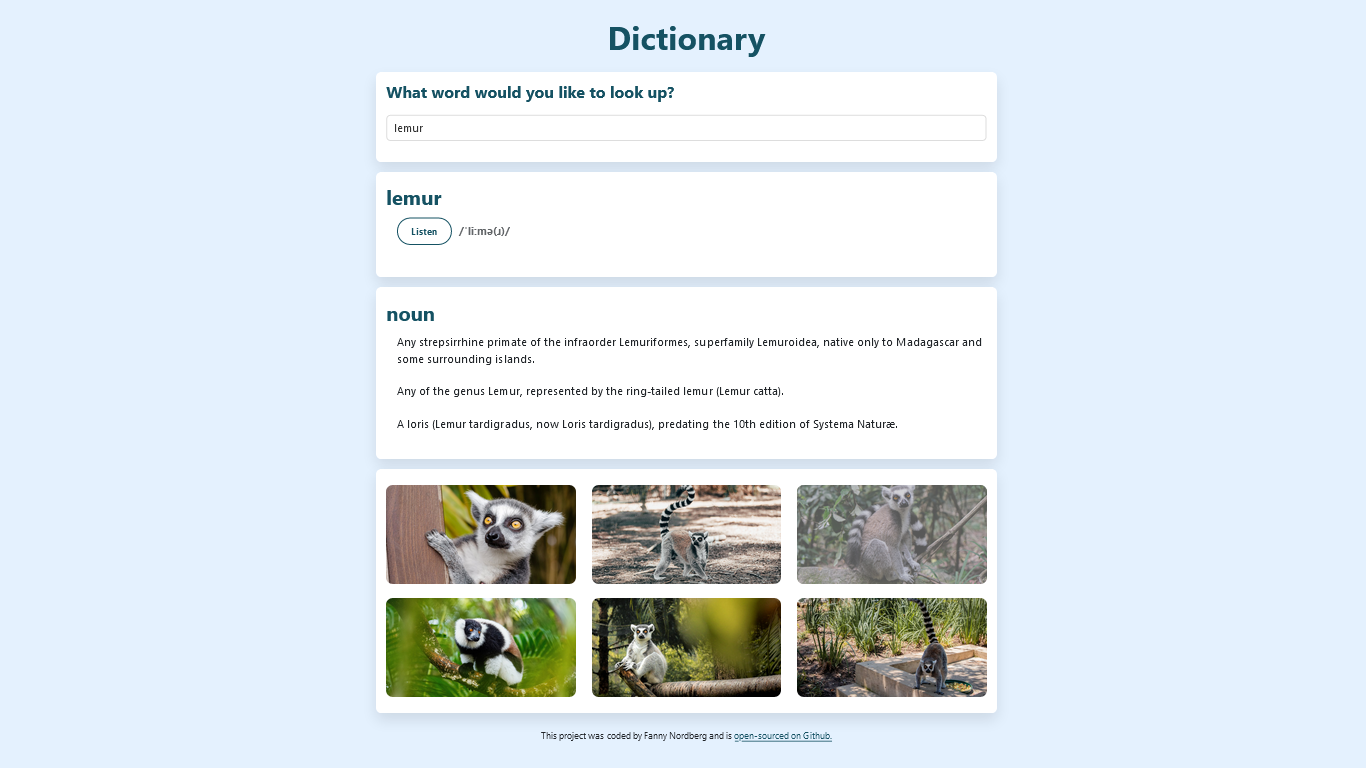 Dictionary
What word would you like to look up?
lemur
lemur
Listen /ˈliːmə(ɹ)/
noun
Any strepsirrhine primate of the infraorder Lemuriformes, superfamily Lemuroidea, native only to Madagascar and
some surrounding islands.
Any of the genus Lemur, represented by the ring-tailed lemur (Lemur catta).
A loris (Lemur tardigradus, now Loris tardigradus), predating the 10th edition of Systema Naturæ.
This project was coded by Fanny Nordberg and is open-sourced on Github.